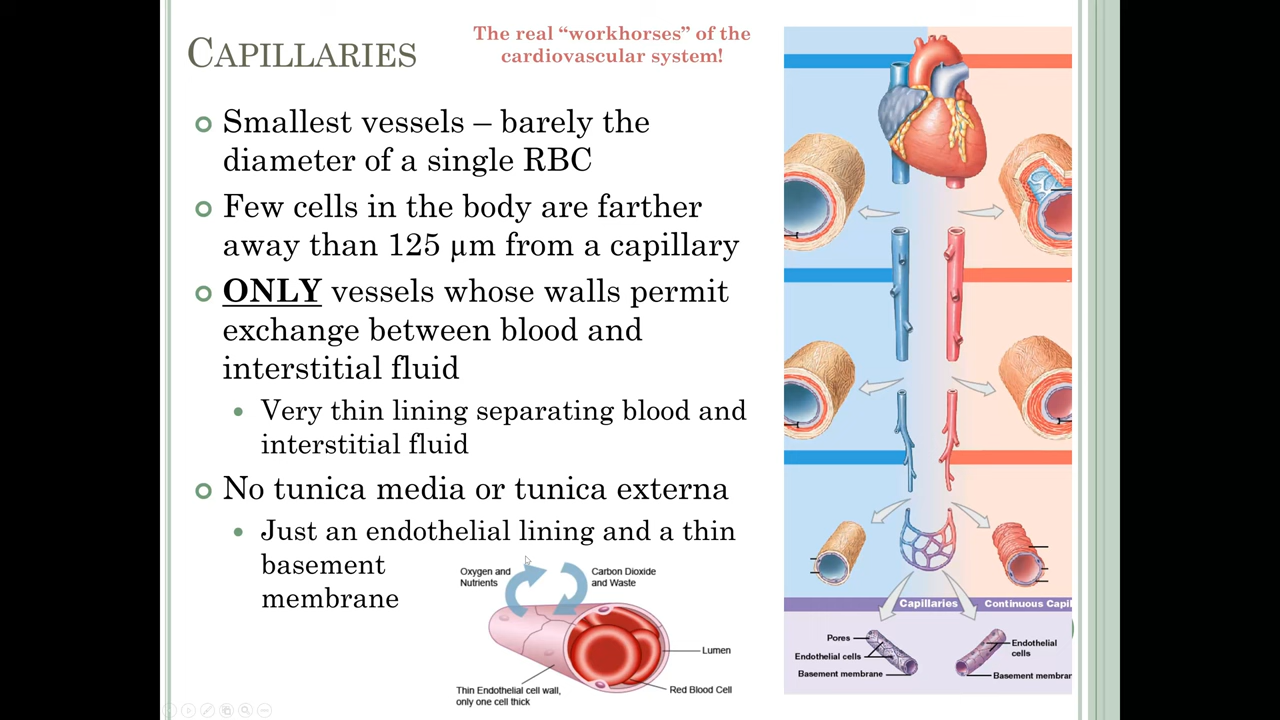 CAPILLARIES
The real “workhorses” of the
cardiovascular system!
Smallest vessels – barely the
diameter of a single RBC
Few cells in the body are farther
away than 125 µm from a capillary
ONLY vessels whose walls permit
exchange between blood and
interstitial fluid
Very thin lining separating blood and
interstitial fluid
No tunica media or tunica externa
Just an endothelial lining and a thin
basement
membrane
Oxygen and
Nutrients
Carbon Dioxide
and Waste
Lumen
Red Blood Cell
Thin Endothelial cell wall,
only one cell thick
Capillaries
Continuous Capil
Pores
Endothelial cells
Basement membrane
Endothelial
cells
Basement membrar